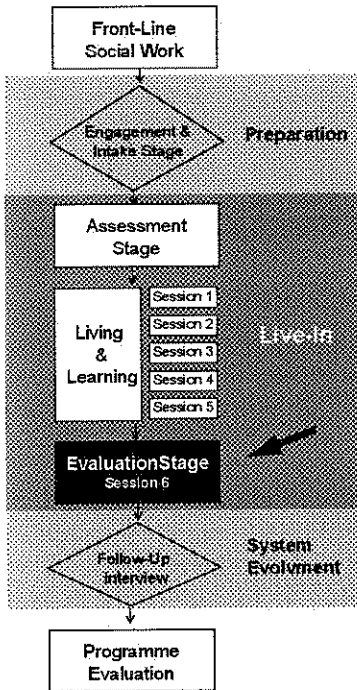 Front-Line
Social Work
Engagement &
Intake Stage
Preparation
Assessment
Stage
Living
&
Learning
Session 1
Session 2
Session 3
Session 4
Session 5
Live-In
EvaluationStage
Session 6
Follow-Up
interview
System
Evolvment
Programme
Evaluation